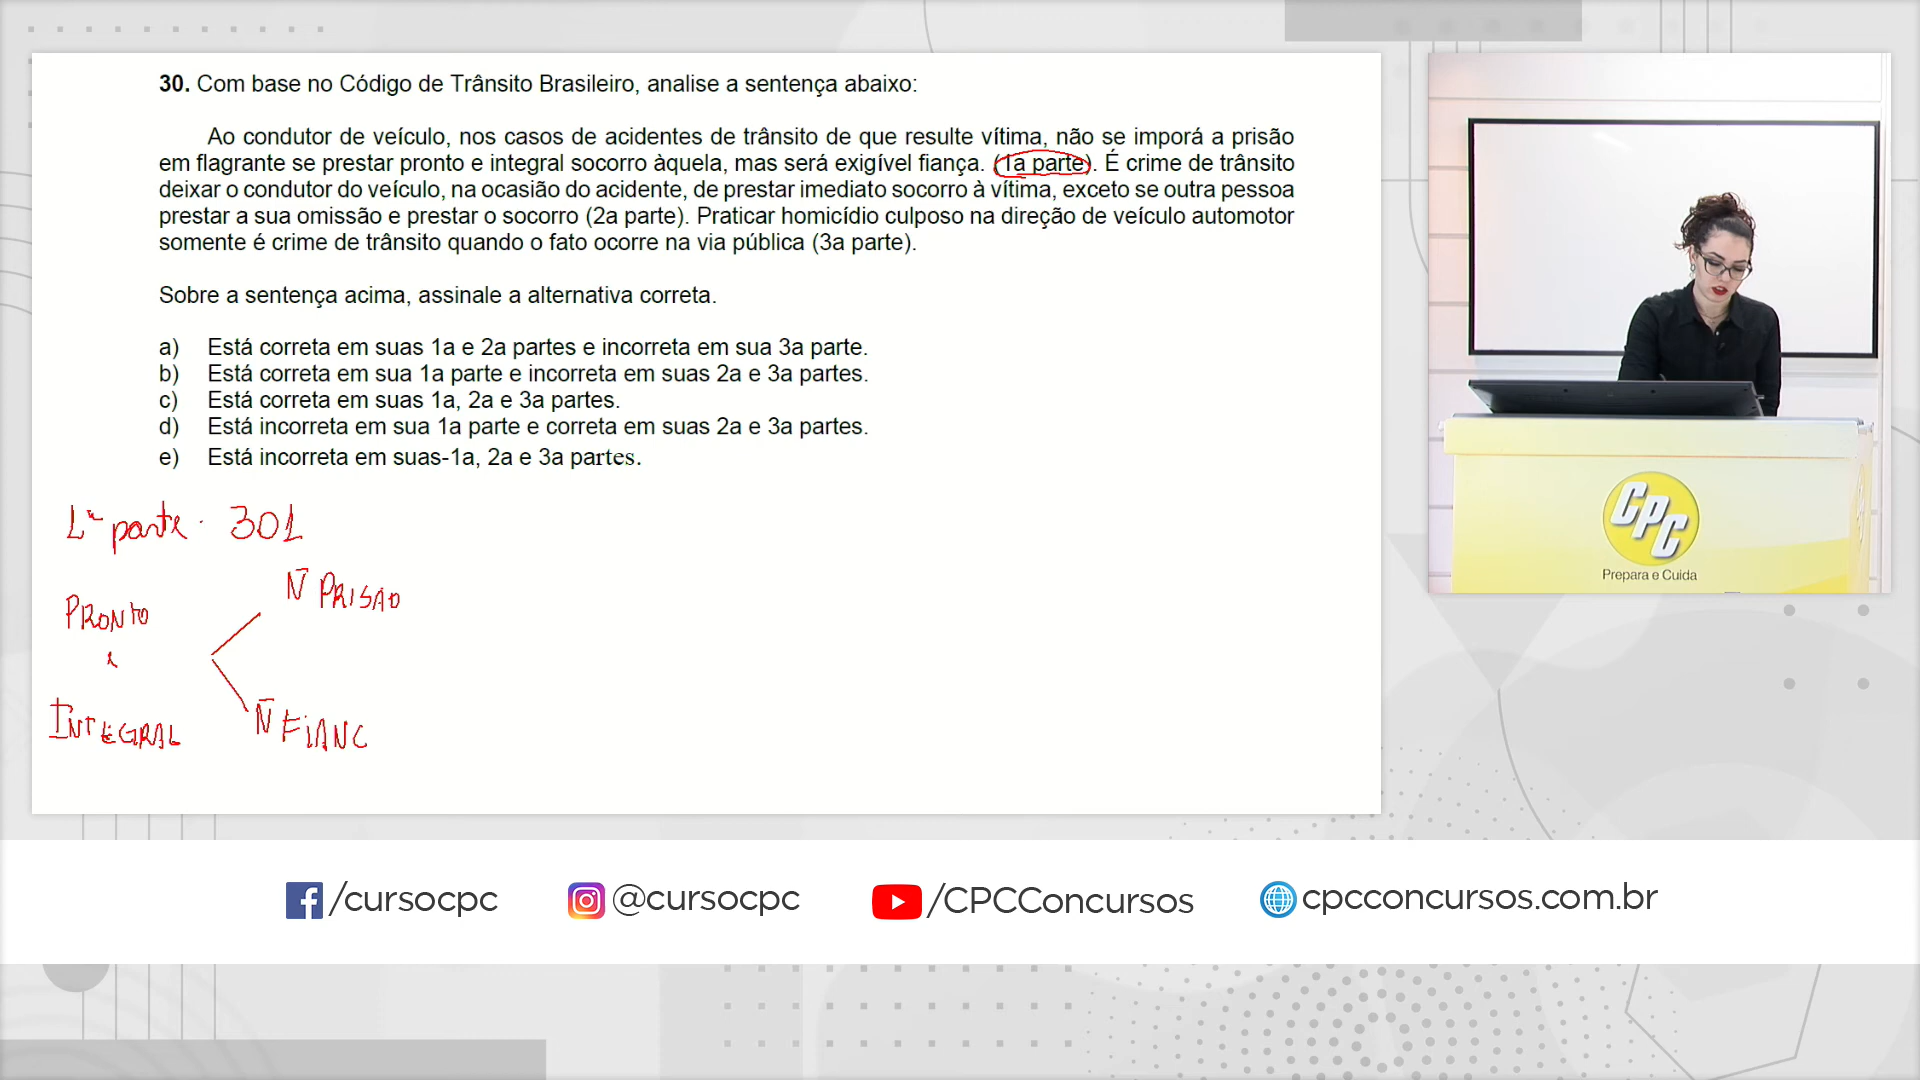 30. Com base no Código de Trânsito Brasileiro, analise a sentença abaixo:
Ao condutor de veículo, nos casos de acidentes de trânsito de que resulte vítima, não se imporá a prisão
em flagrante se prestar pronto e integral socorro àquela, mas será exigível fiança. (1a parte). É crime de trânsito
deixar o condutor do veículo, na ocasião do acidente, de prestar imediato socorro à vítima, exceto se outra pessoa
prestar a sua omissão e prestar o socorro (2a parte). Praticar homicídio culposo na direção de veículo automotor
somente é crime de trânsito quando o fato ocorre na via pública (3a parte).
Sobre a sentença acima, assinale a alternativa correta.
a) Está correta em suas 1a e 2a partes e incorreta em sua 3a parte.
b) Está correta em sua 1a parte e incorreta em suas 2a e 3a partes.
c) Está correta em suas 1a, 2a e 3a partes.
d) Está incorreta em sua 1a parte e correta em suas 2a e 3a partes.
e) Está incorreta em suas-1a, 2a e 3a partes.
1ª parte. 301
N̄ PRISÃO
PRONTO
e
INTEGRAL
N̄ FIANC
CPC
Prepara e Cuida
/cursocpc
@cursocpc
/CPCConcursos
cpcconcursos.com.br